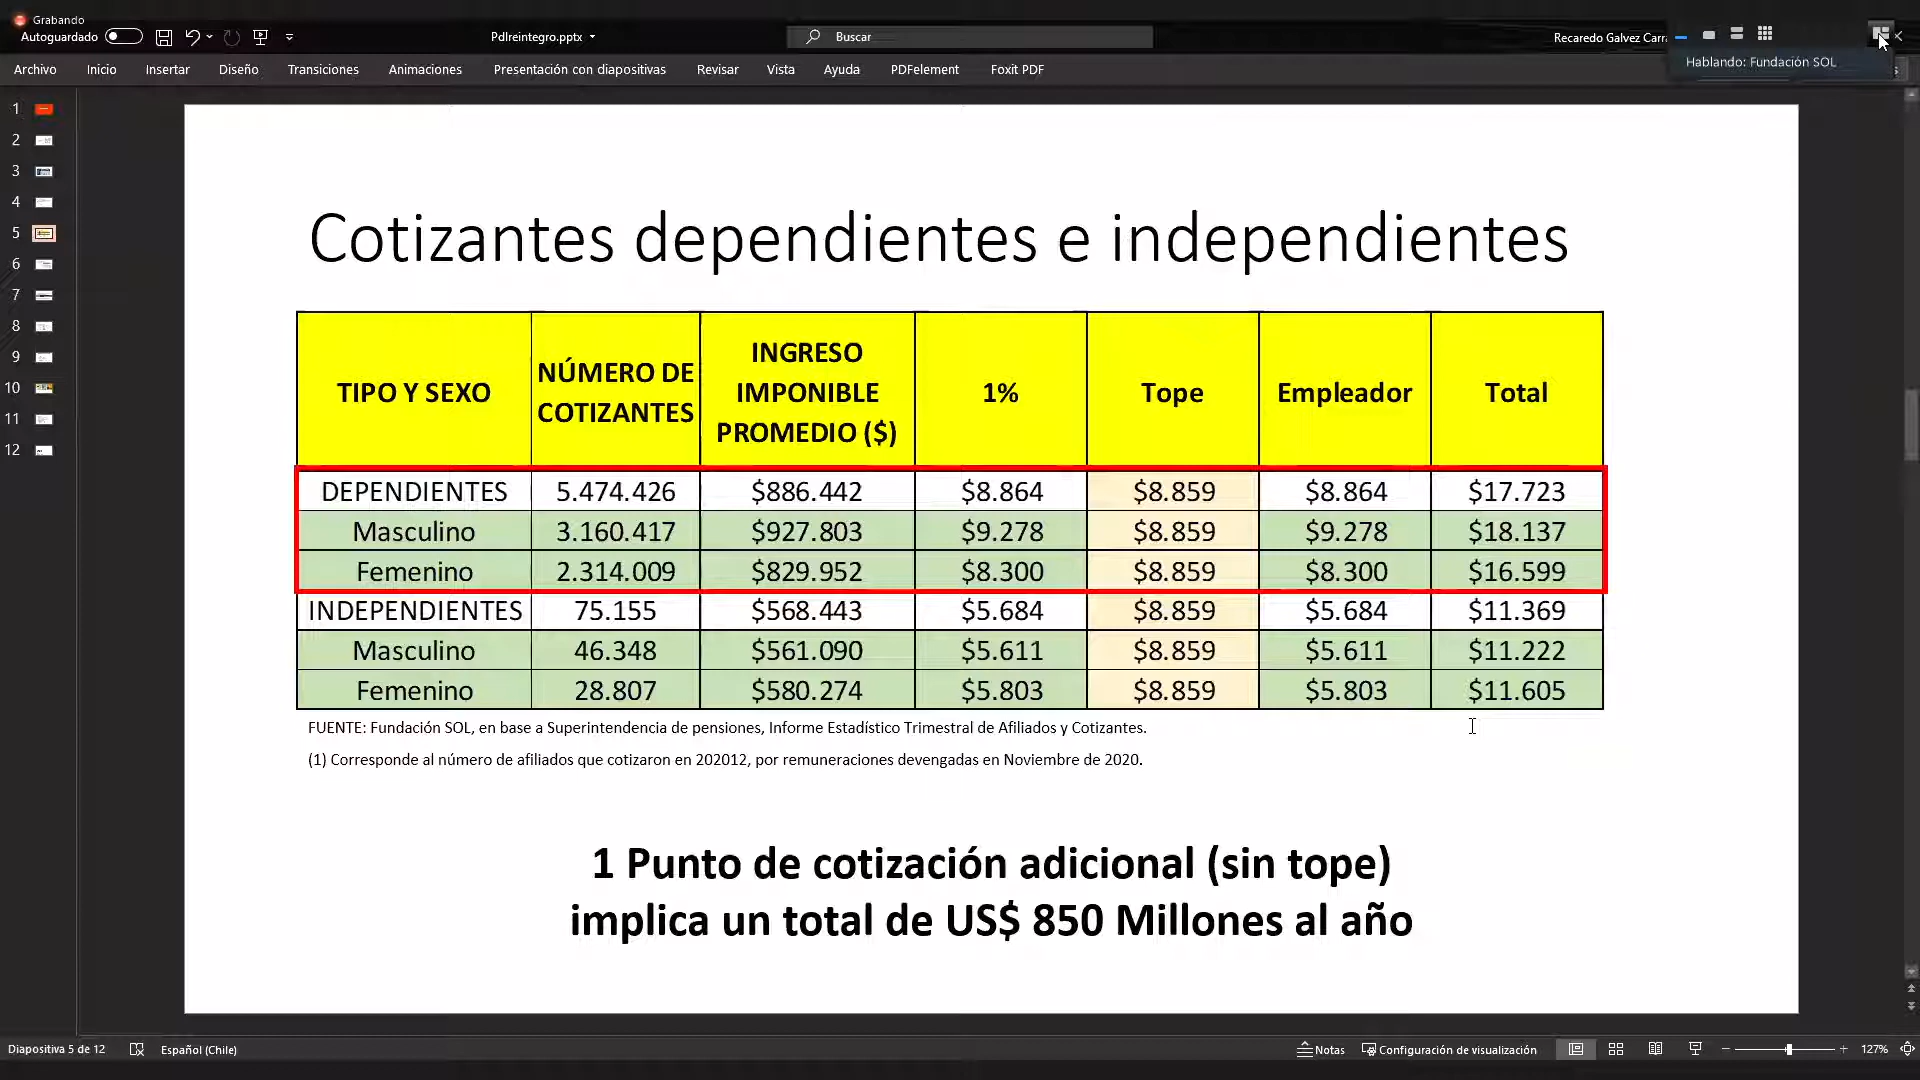 Grabando
Autoguardado
Pdlreintegro.pptx
Buscar
Recaredo Galvez Carra
Hablando: Fundación SOL
Archivo Inicio Insertar Diseño Transiciones Animaciones Presentación con diapositivas Revisar Vista Ayuda PDFelement Foxit PDF
1
2
3
4
5
6
7
8
9
10
11
12
Cotizantes dependientes e independientes
TIPO Y SEXO NÚMERO DE COTIZANTES INGRESO IMPONIBLE PROMEDIO ($) 1% Tope Empleador Total
DEPENDIENTES 5.474.426 $886.442 $8.864 $8.859 $8.864 $17.723
Masculino 3.160.417 $927.803 $9.278 $8.859 $9.278 $18.137
Femenino 2.314.009 $829.952 $8.300 $8.859 $8.300 $16.599
INDEPENDIENTES 75.155 $568.443 $5.684 $8.859 $5.684 $11.369
Masculino 46.348 $561.090 $5.611 $8.859 $5.611 $11.222
Femenino 28.807 $580.274 $5.803 $8.859 $5.803 $11.605
FUENTE: Fundación SOL, en base a Superintendencia de pensiones, Informe Estadístico Trimestral de Afiliados y Cotizantes.
(1) Corresponde al número de afiliados que cotizaron en 202012, por remuneraciones devengadas en Noviembre de 2020.
1 Punto de cotización adicional (sin tope)
implica un total de US$ 850 Millones al año
Diapositiva 5 de 12 Español (Chile) Notas Configuración de visualización 127%